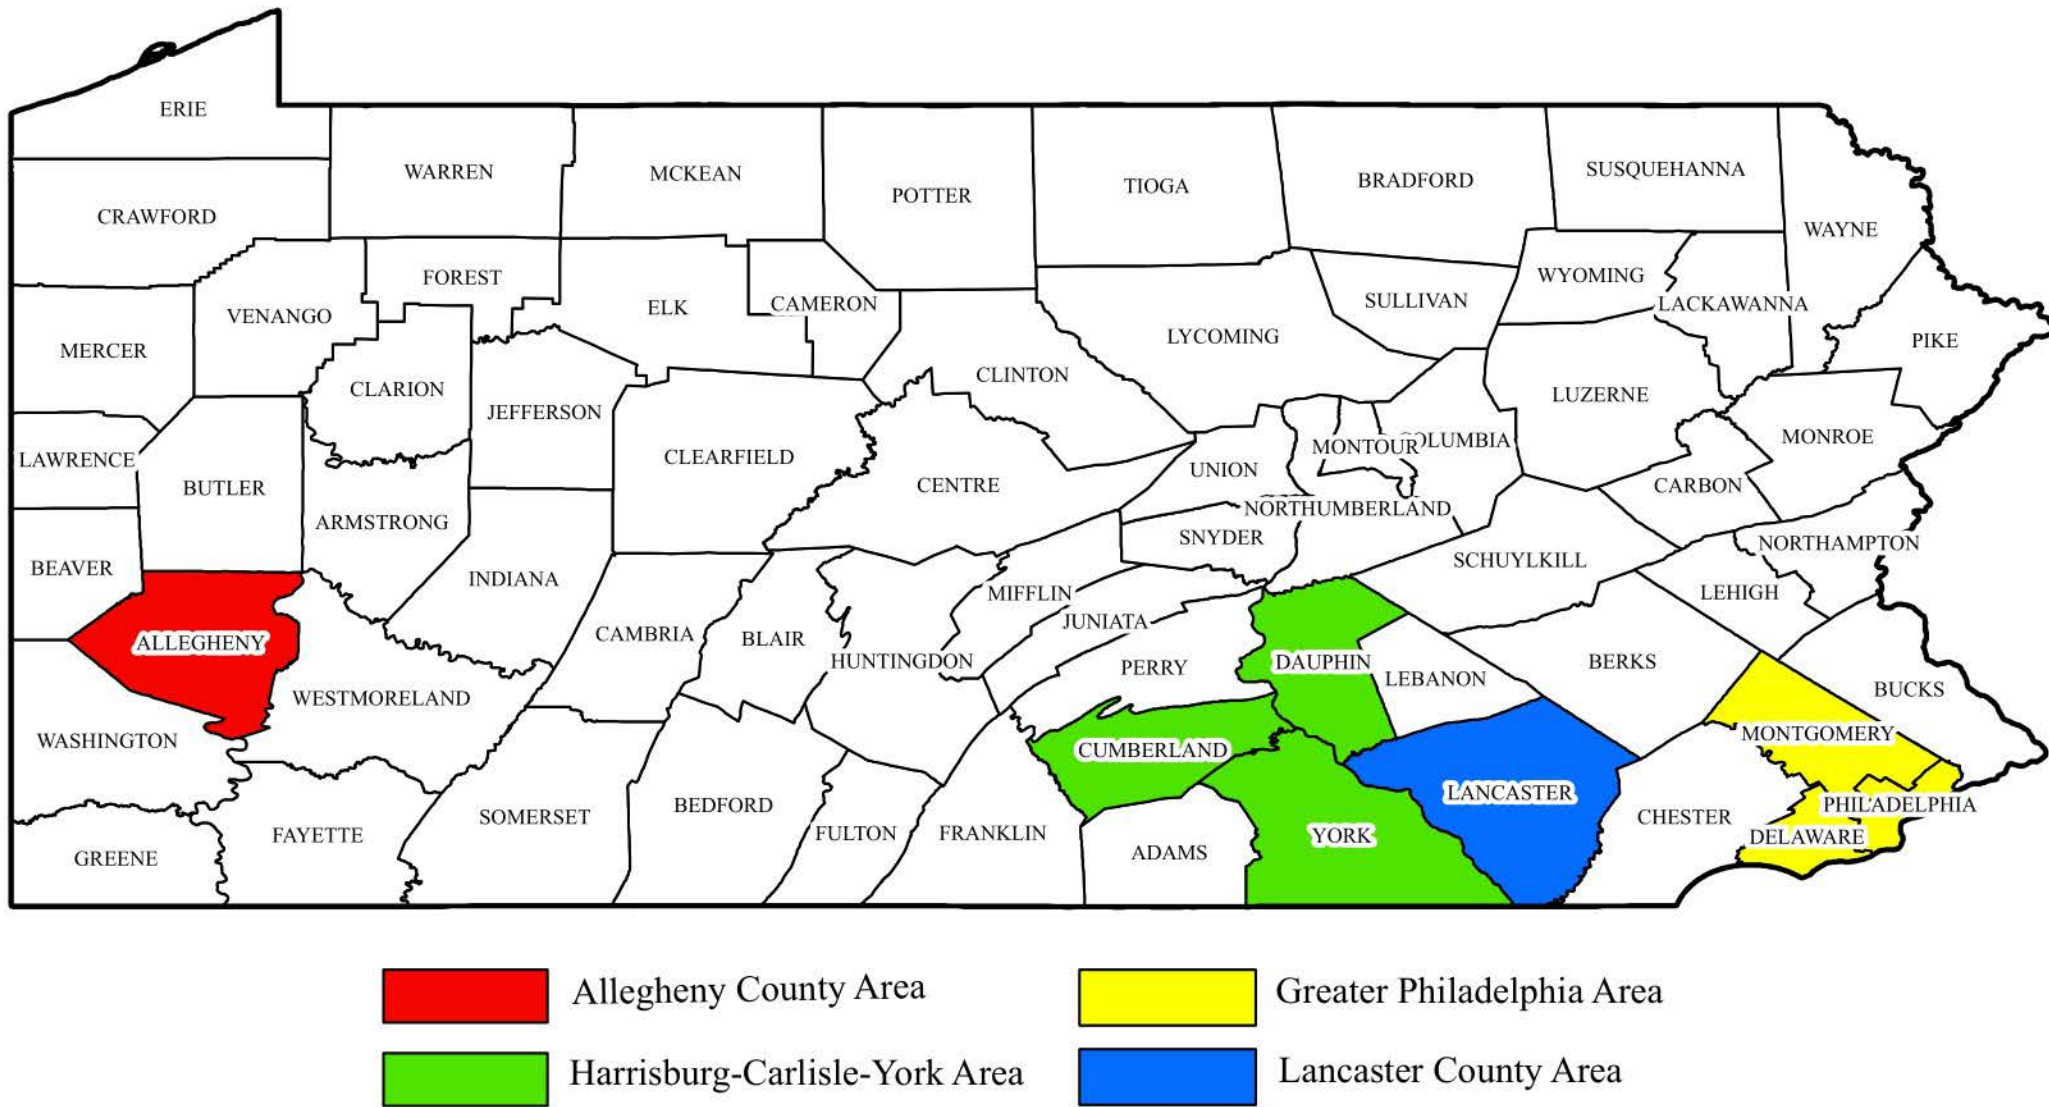 ERIE
WARREN
MCKEAN
POTTER
TIOGA
BRADFORD
SUSQUEHANNA
WAYNE
CRAWFORD
FOREST
ELK
CAMERON
SULLIVAN
WYOMING
LACKAWANNA
VENANGO
PIKE
MERCER
LYCOMING
CLINTON
LUZERNE
CLARION
JEFFERSON
MONTOUR
OLUMBIA
MONROE
LAWRENCE
CLEARFIELD
UNION
CENTRE
CARBON
BUTLER
ARMSTRONG
NORTHUMBERLAND
SNYDER
NORTHAMPTON
SCHUYLKILL
BEAVER
INDIANA
MIFFLIN
LEHIGH
JUNIATA
ALLEGHENY
CAMBRIA
BLAIR
HUNTINGDON
PERRY
DAUPHIN
LEBANON
BERKS
BUCKS
WESTMORELAND
WASHINGTON
CUMBERLAND
MONTGOMERY
LANCASTER
BEDFORD
SOMERSET
PHILADELPHIA
CHESTER
FAYETTE
FULTON
FRANKLIN
YORK
DELAWARE
ADAMS
GREENE
Allegheny County Area
Greater Philadelphia Area
Harrisburg-Carlisle-York Area
Lancaster County Area